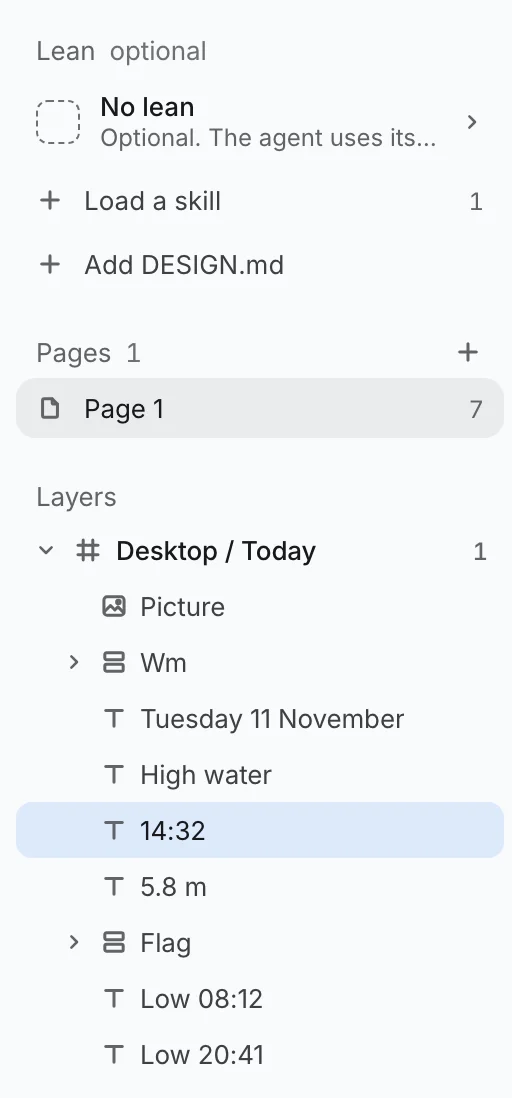 Lean optional
No lean
Optional. The agent uses its...
Load a skill 1
Add DESIGN.md
Pages 1
Page 1 7
Layers
Desktop / Today 1
Picture
Wm
Tuesday 11 November
High water
14:32
5.8 m
Flag
Low 08:12
Low 20:41